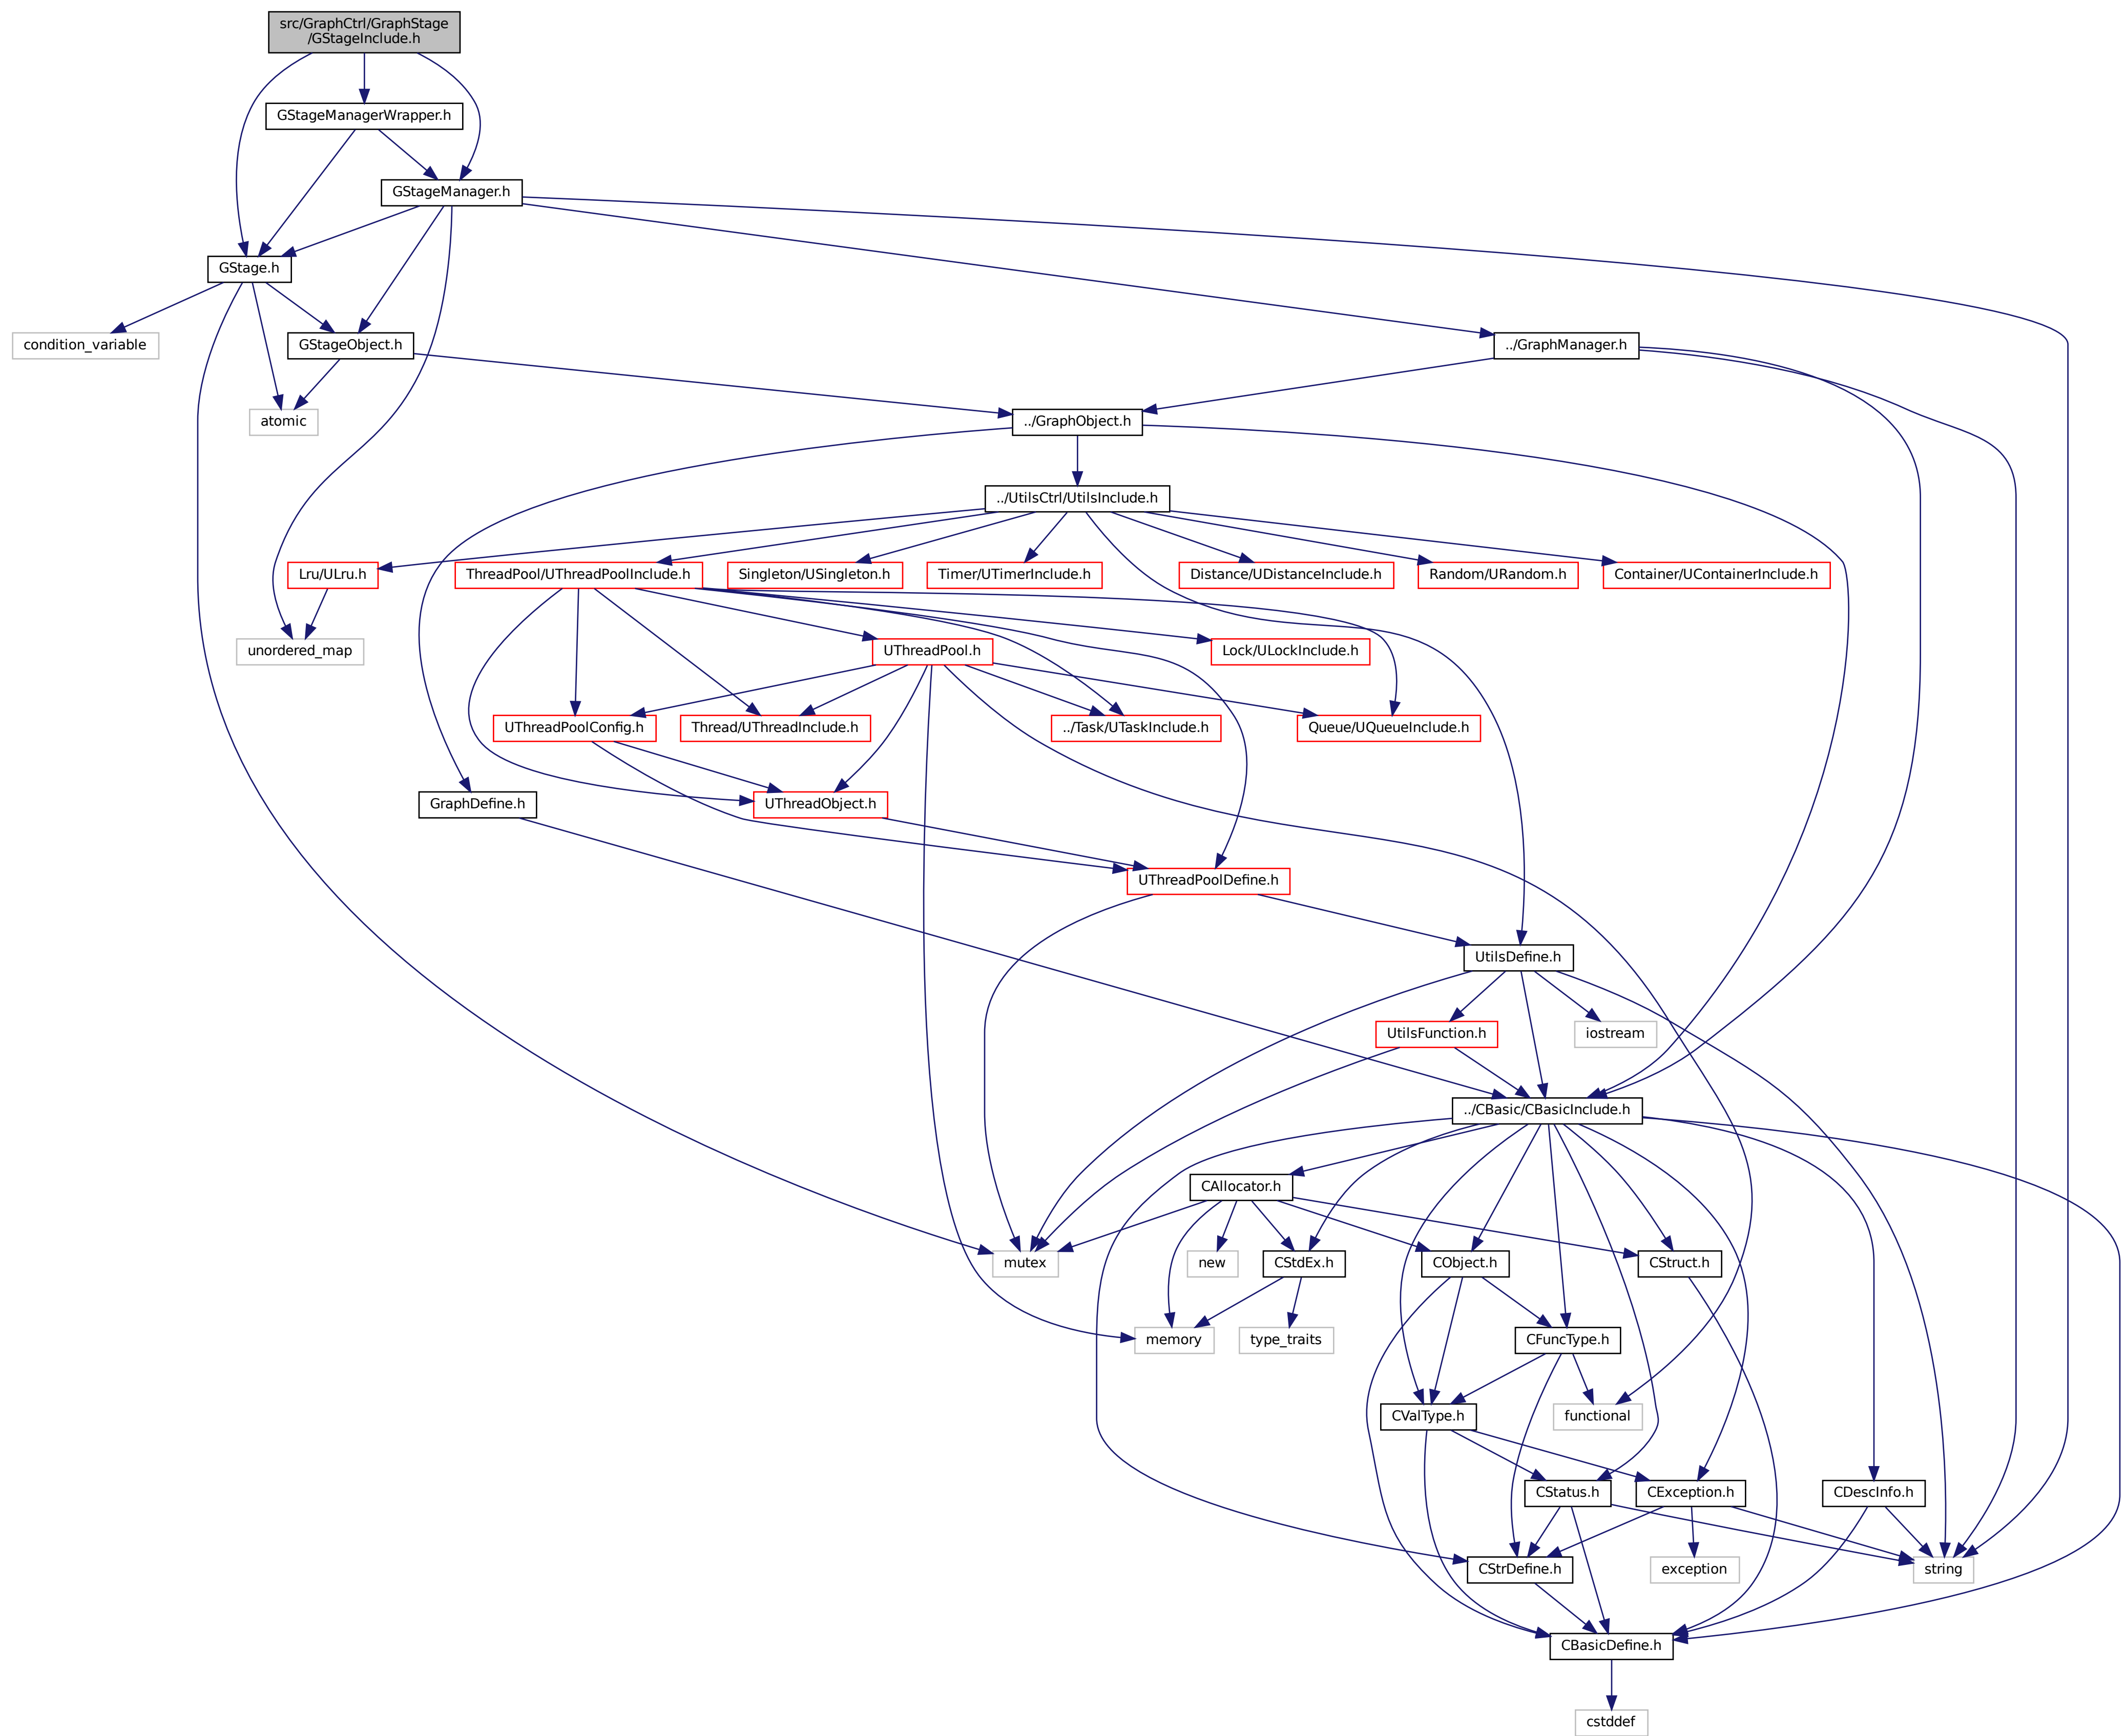 src/GraphCtrl/GraphStage
/GStageInclude.h
GStageManagerWrapper.h
GStageManager.h
GStage.h
condition_variable
GStageObject.h
../GraphManager.h
atomic
../GraphObject.h
../UtilsCtrl/UtilsInclude.h
Lru/ULru.h
ThreadPool/UThreadPoolInclude.h
Singleton/USingleton.h
Timer/UTimerInclude.h
Distance/UDistanceInclude.h
Random/URandom.h
Container/UContainerInclude.h
unordered_map
UThreadPool.h
Lock/ULockInclude.h
UThreadPoolConfig.h
Thread/UThreadInclude.h
../Task/UTaskInclude.h
Queue/UQueueInclude.h
GraphDefine.h
UThreadObject.h
UThreadPoolDefine.h
UtilsDefine.h
UtilsFunction.h
iostream
../CBasic/CBasicInclude.h
CAllocator.h
mutex
new
CStdEx.h
CObject.h
CStruct.h
memory
type_traits
CFuncType.h
CValType.h
functional
CStatus.h
CException.h
CDescInfo.h
CStrDefine.h
exception
string
CBasicDefine.h
cstddef